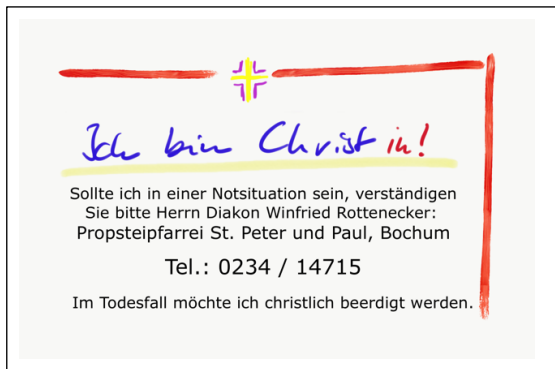 Ich bin Christin!
Sollte ich in einer Notsituation sein, verständigen
Sie bitte Herrn Diakon Winfried Rottenecker:
Propsteipfarrei St. Peter und Paul, Bochum
Tel.: 0234 / 14715
Im Todesfall möchte ich christlich beerdigt werden.